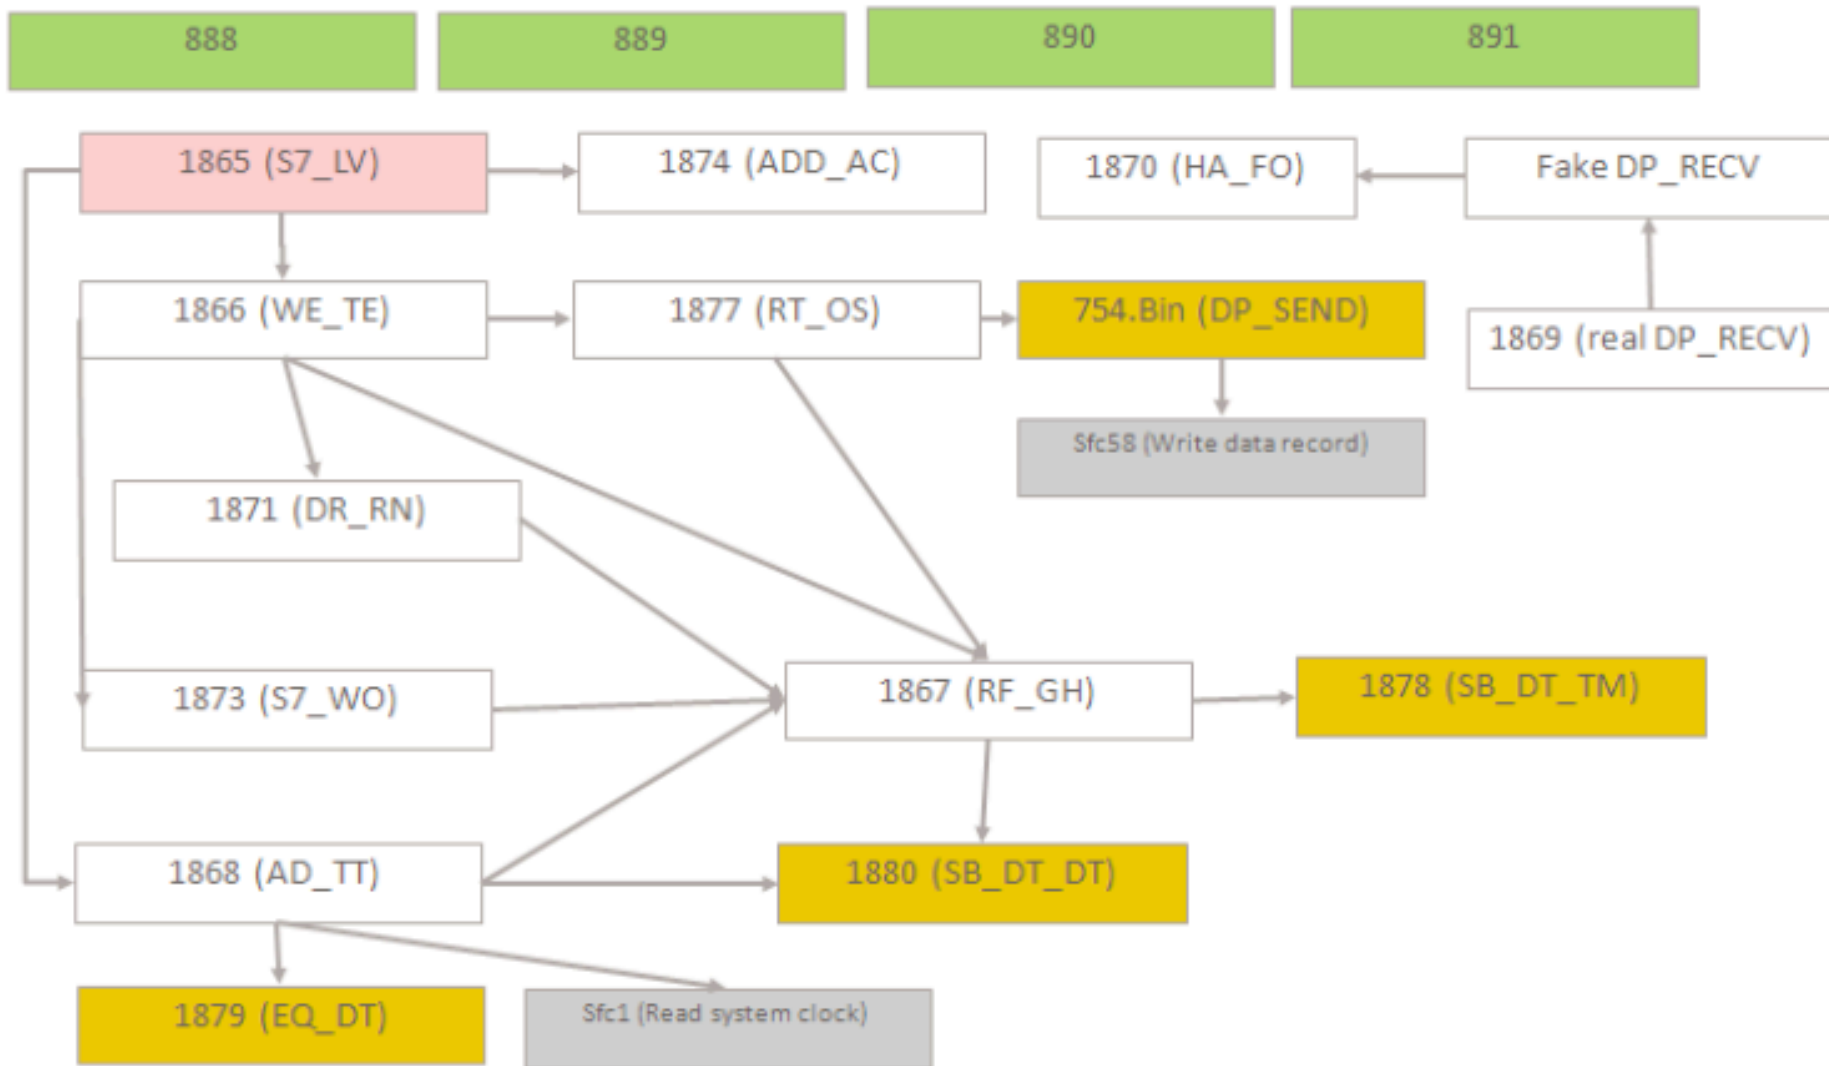 888
889
890
891
1865 (S7_LV)
1874 (ADD_AC)
1870 (HA_FO)
Fake DP_RECV
1866 (WE_TE)
1877 (RT_OS)
754.Bin (DP_SEND)
1869 (real DP_RECV)
Sfc58 (Write data record)
1871 (DR_RN)
1873 (S7_WO)
1867 (RF_GH)
1878 (SB_DT_TM)
1868 (AD_TT)
1880 (SB_DT_DT)
1879 (EQ_DT)
Sfc1 (Read system clock)